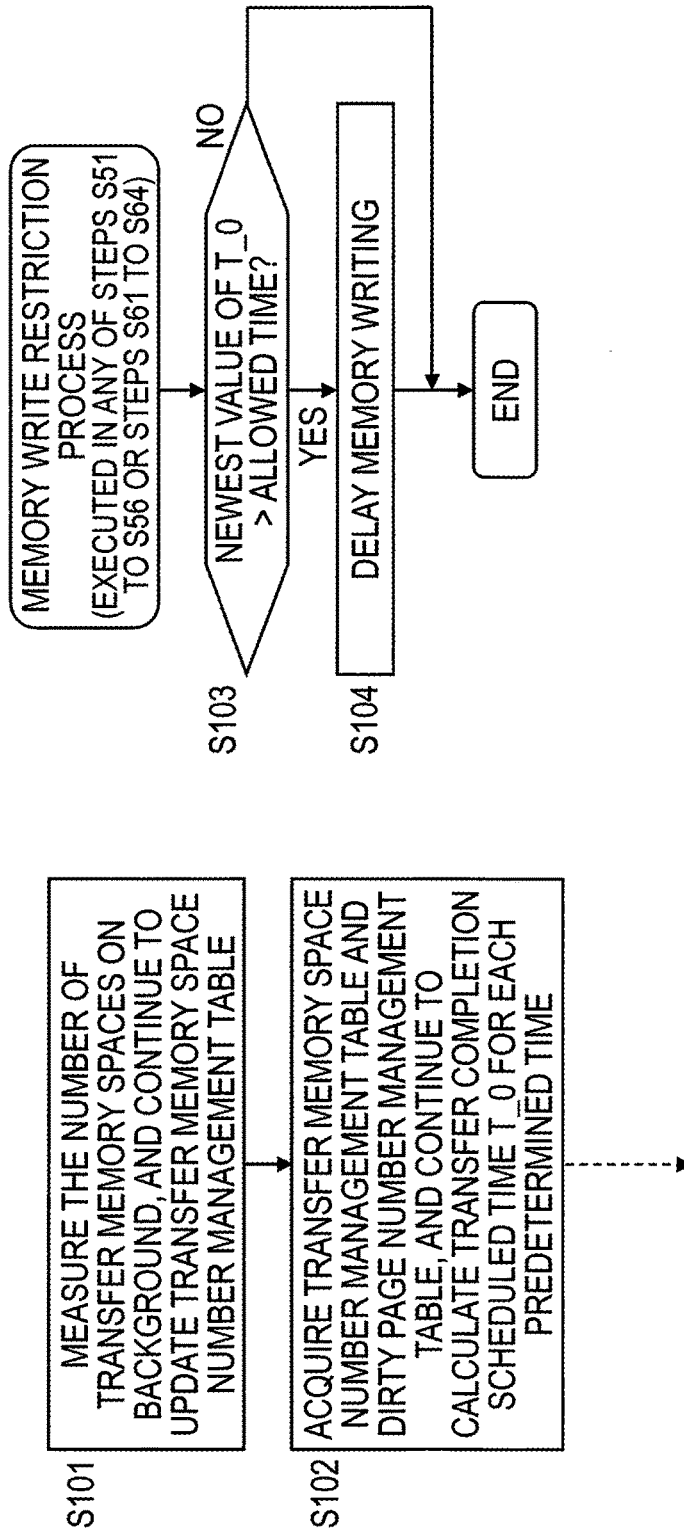 S101
MEASURE THE NUMBER OF
TRANSFER MEMORY SPACES ON
BACKGROUND, AND CONTINUE TO
UPDATE TRANSFER MEMORY SPACE
NUMBER MANAGEMENT TABLE
S102
ACQUIRE TRANSFER MEMORY SPACE
NUMBER MANAGEMENT TABLE AND
DIRTY PAGE NUMBER MANAGEMENT
TABLE, AND CONTINUE TO
CALCULATE TRANSFER COMPLETION
SCHEDULED TIME T_0 FOR EACH
PREDETERMINED TIME
MEMORY WRITE RESTRICTION
PROCESS
(EXECUTED IN ANY OF STEPS S51
TO S56 OR STEPS S61 TO S64)
S103
NEWEST VALUE OF T_0
> ALLOWED TIME?
NO
YES
S104
DELAY MEMORY WRITING
END